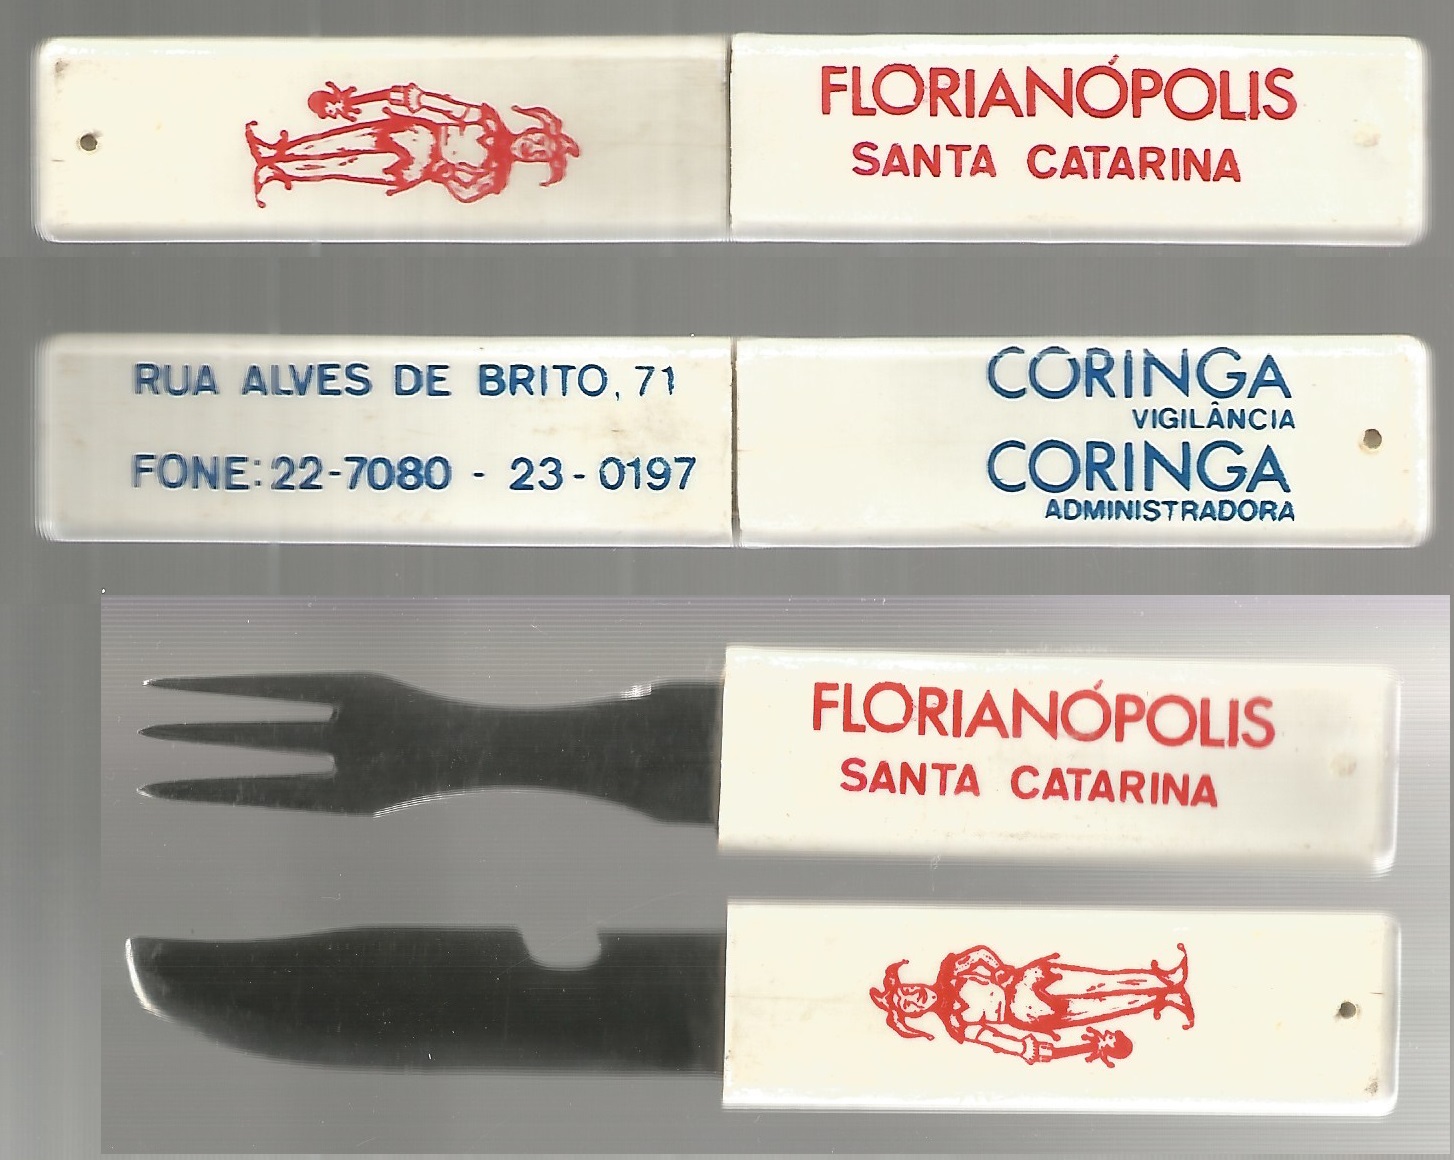 FLORIANÓPOLIS
SANTA CATARINA
RUA ALVES DE BRITO, 71
FONE: 22-7080 - 23-0197
CORINGA
VIGILÂNCIA
CORINGA
ADMINISTRADORA
FLORIANÓPOLIS
SANTA CATARINA